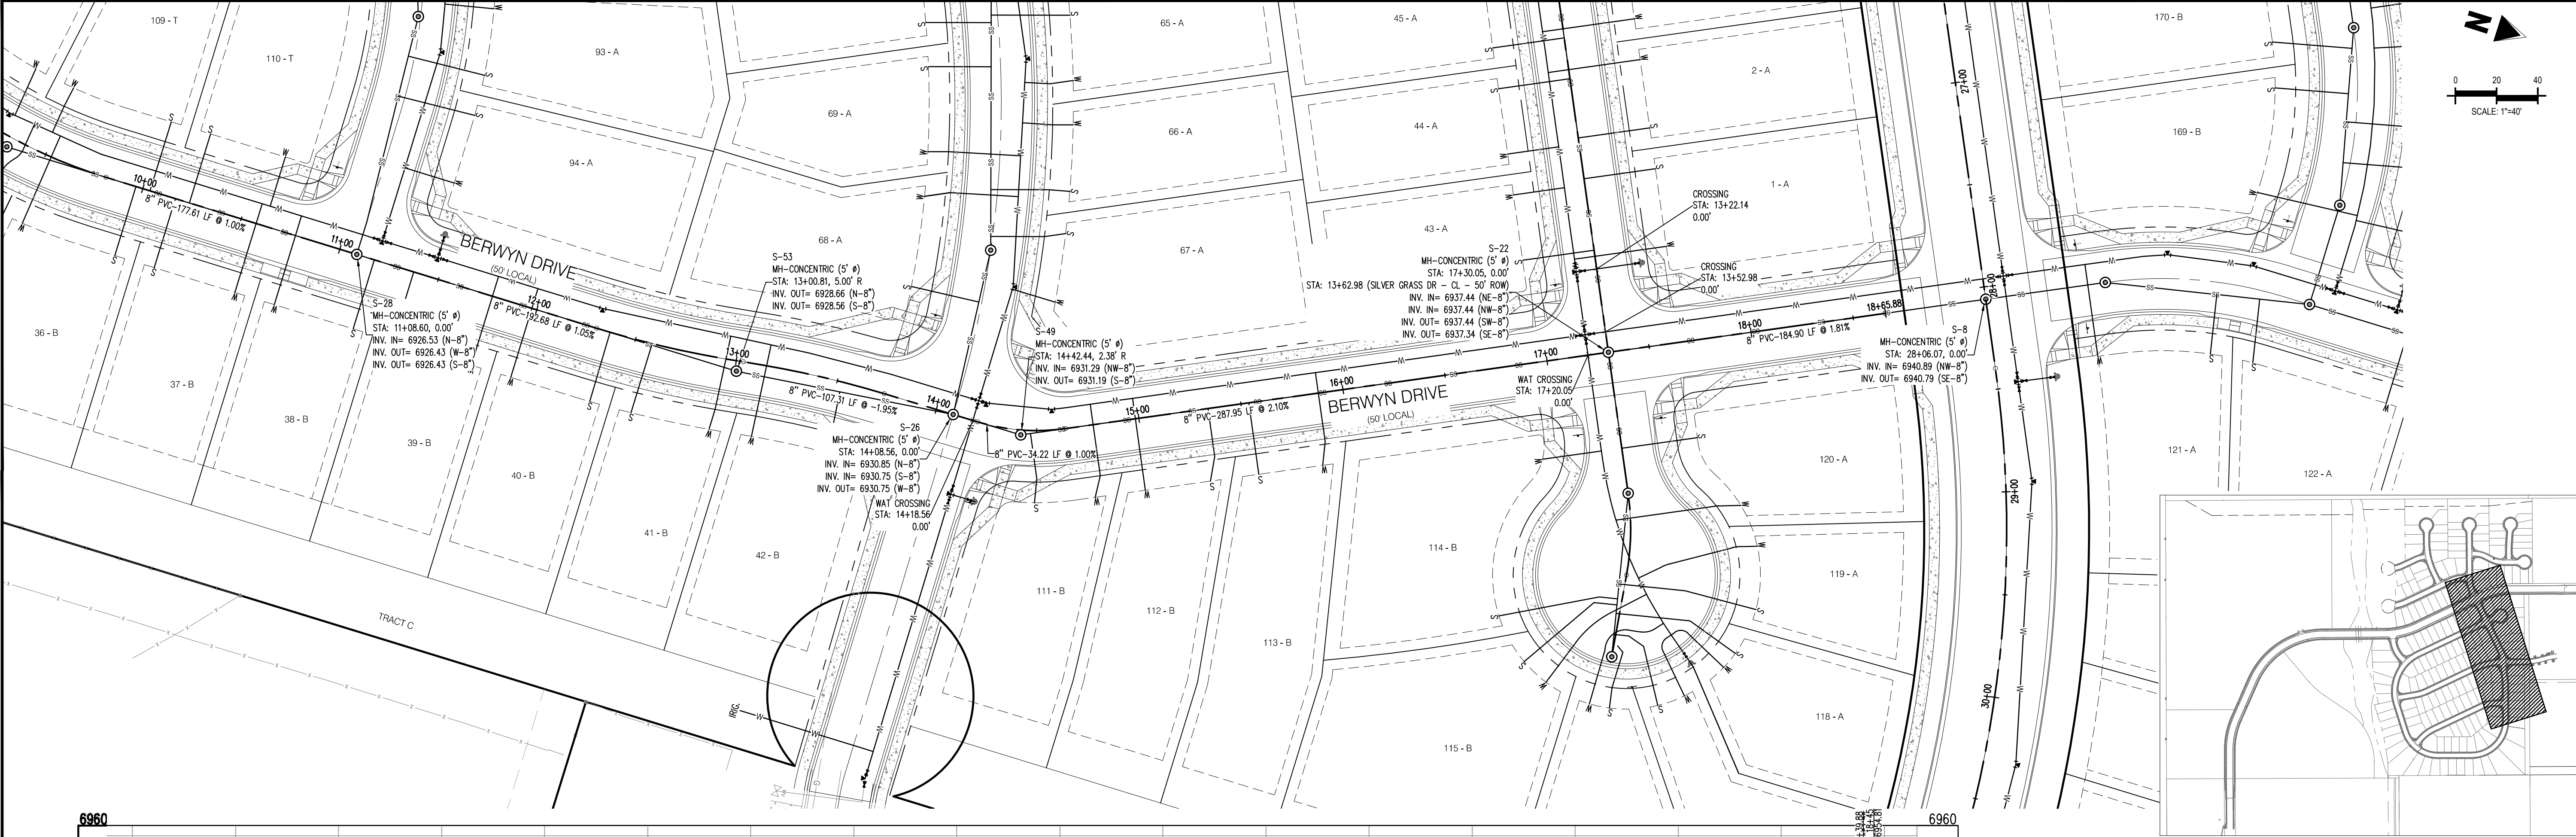 109 - T
110 - T
93 - A
94 - A
69 - A
68 - A
65 - A
66 - A
67 - A
45 - A
44 - A
43 - A
2 - A
1 - A
170 - B
169 - B
N
0 20 40
SCALE: 1"=40'
10+00
8" PVC-177.61 LF @ 1.00%
11+00
BERWYN DRIVE
(50' LOCAL)
12+00
8" PVC-192.68 LF @ 1.05%
S-28
MH-CONCENTRIC (5' ø)
STA: 11+08.60, 0.00'
INV. IN= 6926.53 (N-8")
INV. OUT= 6926.43 (W-8")
INV. OUT= 6926.43 (S-8")
S-53
MH-CONCENTRIC (5' ø)
STA: 13+00.81, 5.00' R
INV. OUT= 6928.66 (N-8")
INV. OUT= 6928.56 (S-8")
13+00
8" PVC-107.31 LF @ -1.95%
14+00
S-49
MH-CONCENTRIC (5' ø)
STA: 14+42.44, 2.38' R
INV. IN= 6931.29 (NW-8")
INV. OUT= 6931.19 (S-8")
S-26
MH-CONCENTRIC (5' ø)
STA: 14+08.56, 0.00'
INV. IN= 6930.85 (N-8")
INV. IN= 6930.75 (S-8")
INV. OUT= 6930.75 (W-8")
WAT CROSSING
STA: 14+18.56
0.00'
8" PVC-34.22 LF @ 1.00%
15+00
8" PVC-287.95 LF @ 2.10%
16+00
BERWYN DRIVE
(50' LOCAL)
S-22
MH-CONCENTRIC (5' ø)
STA: 17+30.05, 0.00'
STA: 13+62.98 (SILVER GRASS DR - CL - 50' ROW)
INV. IN= 6937.44 (NE-8")
INV. IN= 6937.44 (NW-8")
INV. OUT= 6937.44 (SW-8")
INV. OUT= 6937.34 (SE-8")
17+00
WAT CROSSING
STA: 17+20.05
0.00'
CROSSING
STA: 13+22.14
0.00'
CROSSING
STA: 13+52.98
0.00'
18+00
8" PVC-184.90 LF @ 1.81%
18+65.88
S-8
MH-CONCENTRIC (5' ø)
STA: 28+06.07, 0.00'
INV. IN= 6940.89 (NW-8")
INV. OUT= 6940.79 (SE-8")
27+00
28+00
29+00
30+00
36 - B
37 - B
38 - B
39 - B
40 - B
41 - B
42 - B
111 - B
112 - B
113 - B
114 - B
115 - B
118 - A
119 - A
120 - A
121 - A
122 - A
TRACT C
IRIG.
6960
6960